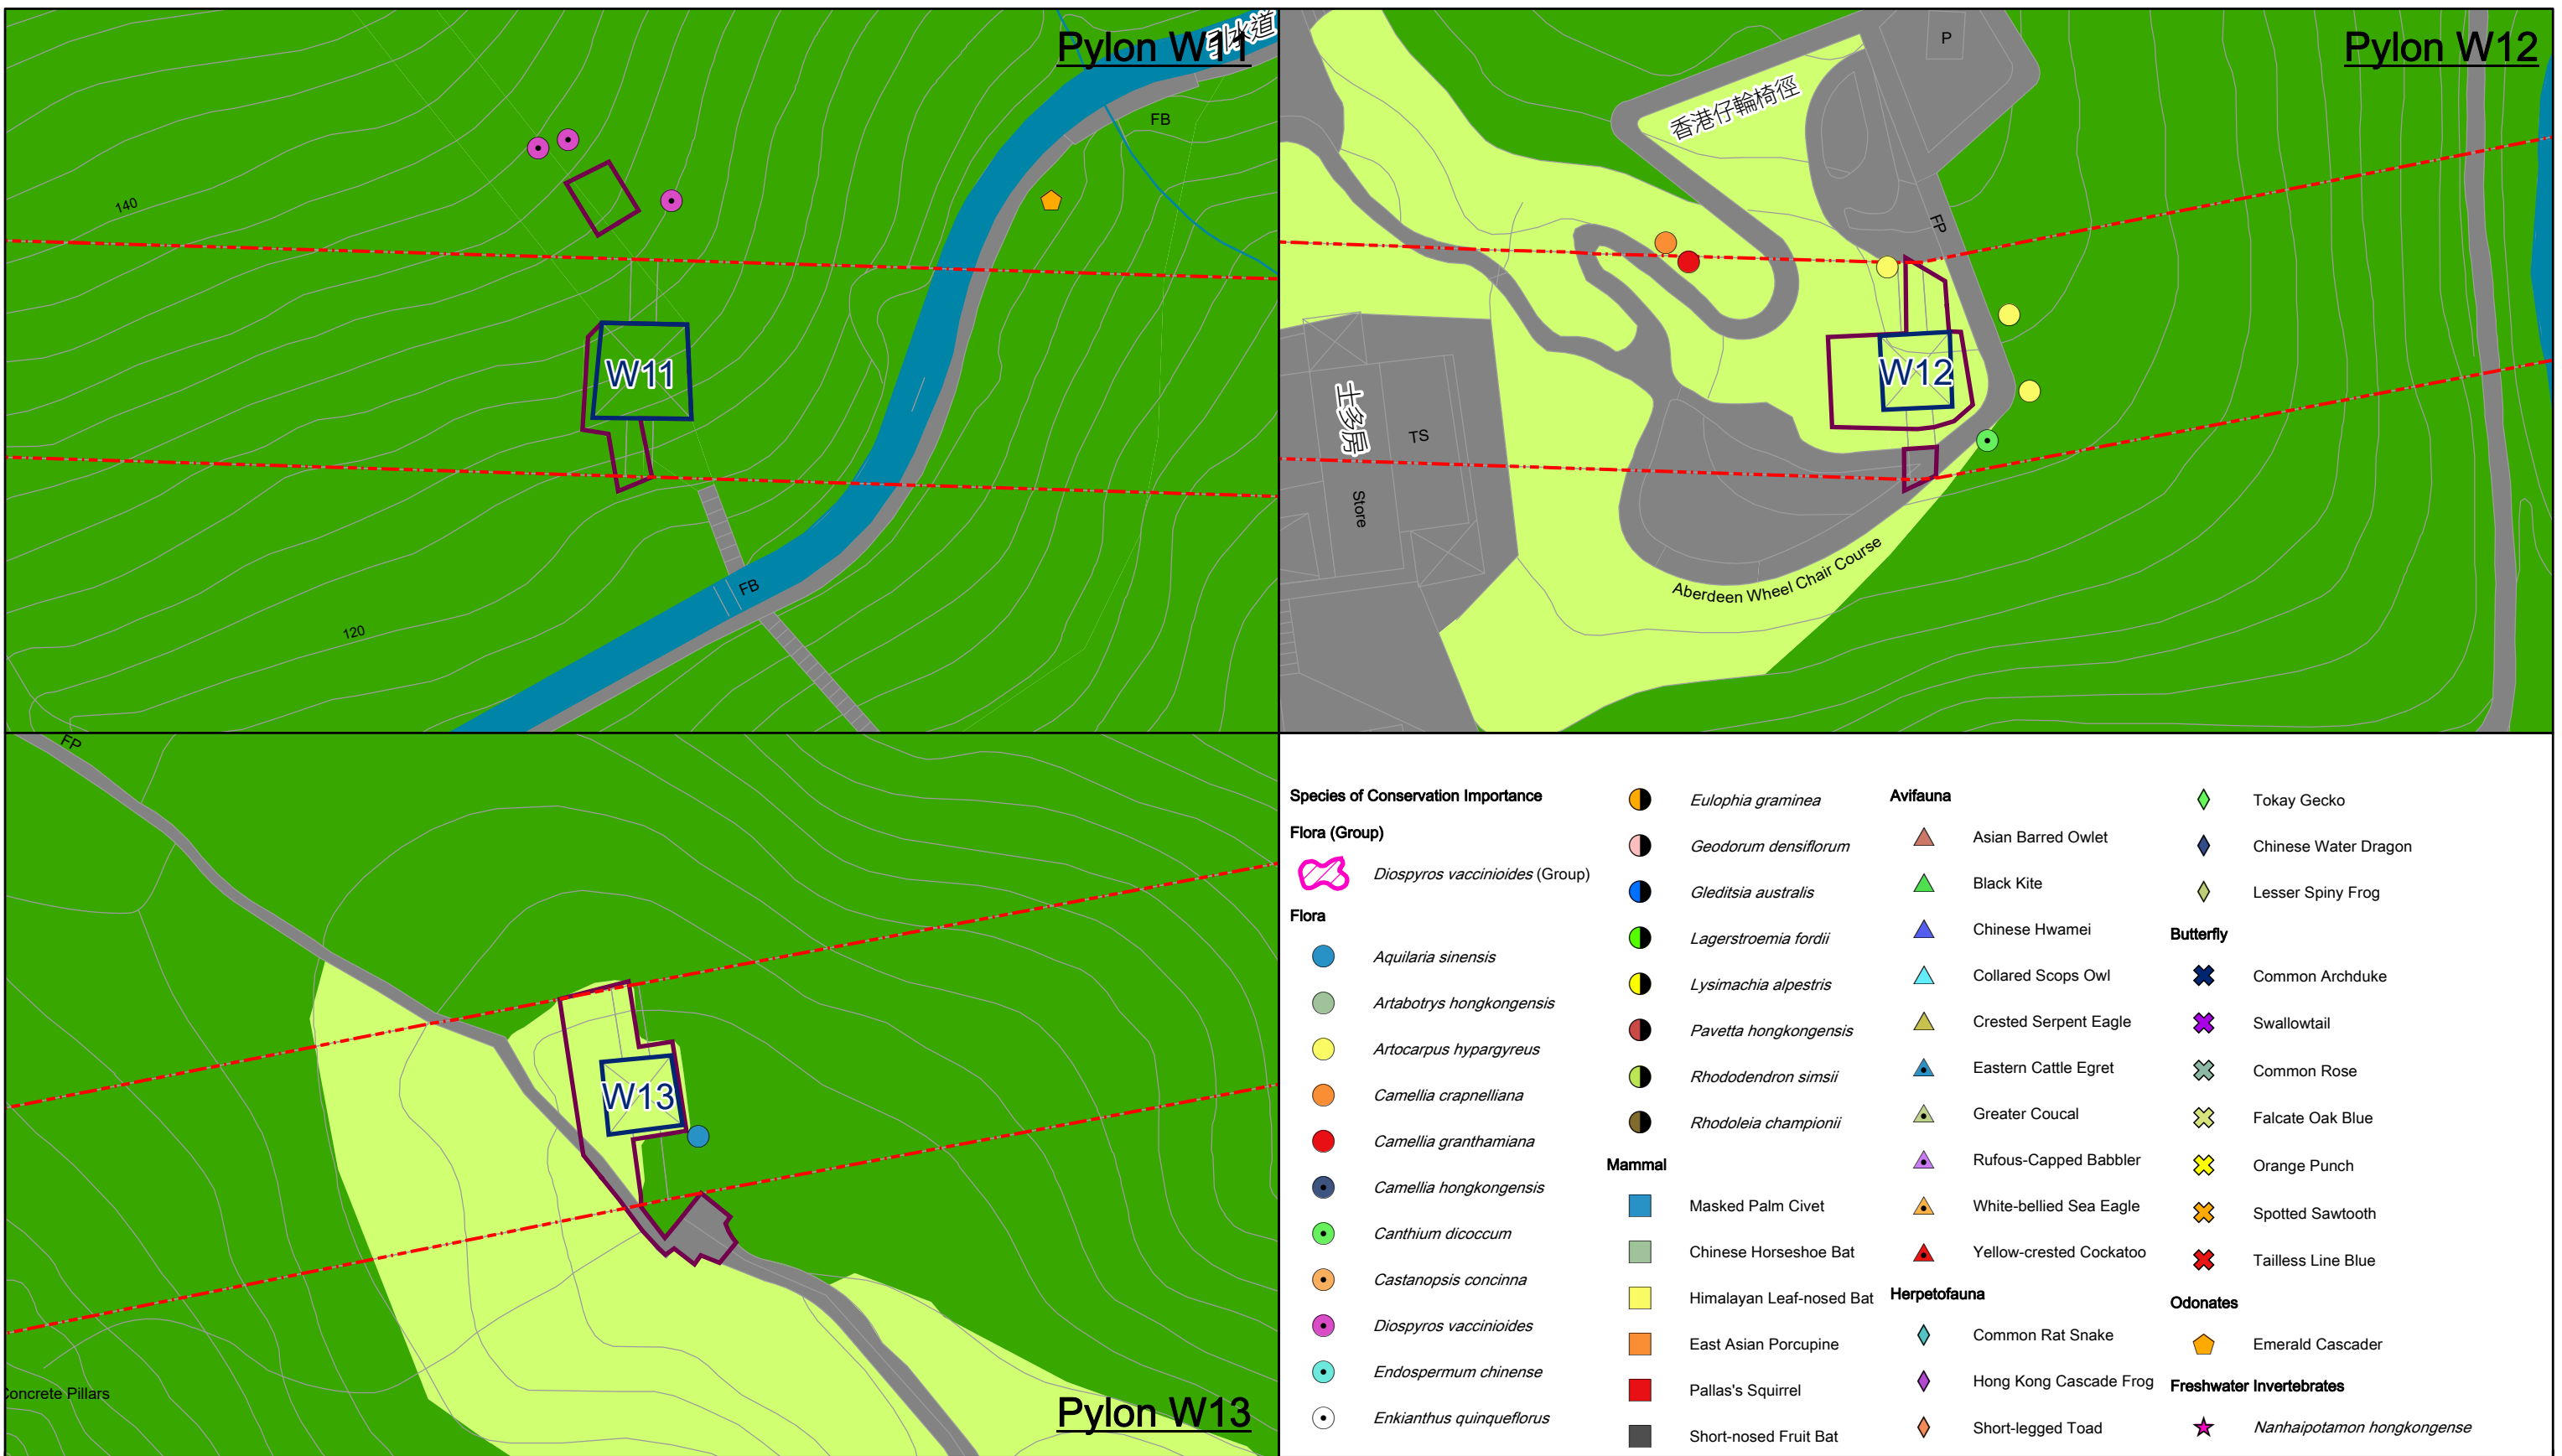 Pylon W11
引水道
FB
140
W11
FB
120
Pylon W12
P
香港仔輪椅徑
FP
W12
士多房
TS
Store
Aberdeen Wheel Chair Course
FP
W13
Concrete Pillars
Pylon W13
Species of Conservation Importance
Flora (Group)
Diospyros vaccinioides (Group)
Flora
Aquilaria sinensis
Artabotrys hongkongensis
Artocarpus hypargyreus
Camellia crapnelliana
Camellia granthamiana
Camellia hongkongensis
Canthium dicoccum
Castanopsis concinna
Diospyros vaccinioides
Endospermum chinense
Enkianthus quinqueflorus
Eulophia graminea
Geodorum densiflorum
Gleditsia australis
Lagerstroemia fordii
Lysimachia alpestris
Pavetta hongkongensis
Rhododendron simsii
Rhodoleia championii
Mammal
Masked Palm Civet
Chinese Horseshoe Bat
Himalayan Leaf-nosed Bat
East Asian Porcupine
Pallas's Squirrel
Short-nosed Fruit Bat
Avifauna
Asian Barred Owlet
Black Kite
Chinese Hwamei
Collared Scops Owl
Crested Serpent Eagle
Eastern Cattle Egret
Greater Coucal
Rufous-Capped Babbler
White-bellied Sea Eagle
Yellow-crested Cockatoo
Herpetofauna
Common Rat Snake
Hong Kong Cascade Frog
Short-legged Toad
Tokay Gecko
Chinese Water Dragon
Lesser Spiny Frog
Butterfly
Common Archduke
Swallowtail
Common Rose
Falcate Oak Blue
Orange Punch
Spotted Sawtooth
Tailless Line Blue
Odonates
Emerald Cascader
Freshwater Invertebrates
Nanhaipotamon hongkongense